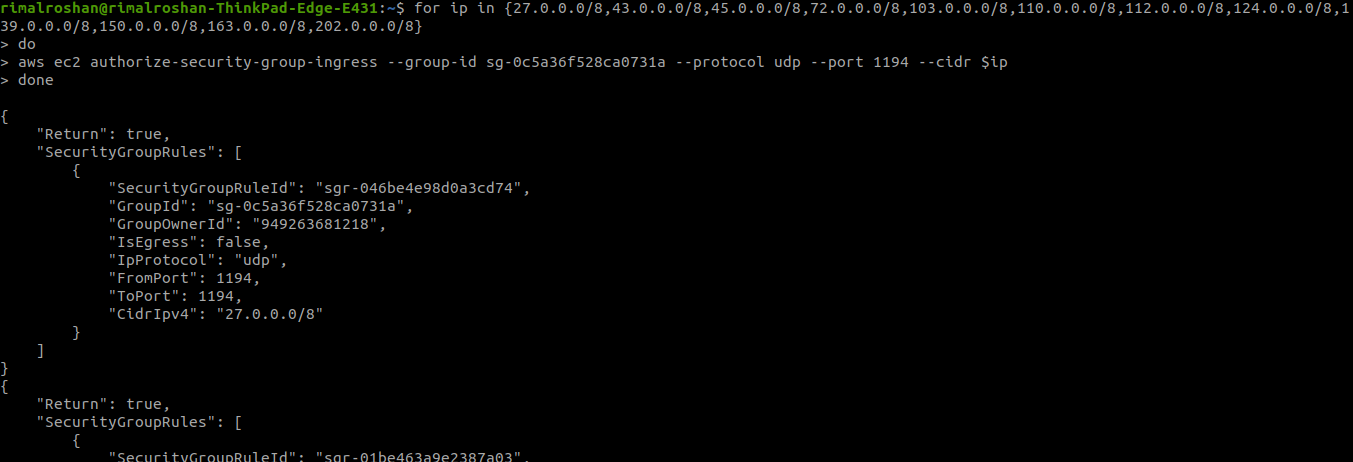 rimalroshan@rimalroshan-ThinkPad-Edge-E431:~$ for ip in {27.0.0.0/8,43.0.0.0/8,45.0.0.0/8,72.0.0.0/8,103.0.0.0/8,110.0.0.0/8,112.0.0.0/8,124.0.0.0/8,1
39.0.0.0/8,150.0.0.0/8,163.0.0.0/8,202.0.0.0/8}
> do
> aws ec2 authorize-security-group-ingress --group-id sg-0c5a36f528ca0731a --protocol udp --port 1194 --cidr $ip
> done

{
    "Return": true,
    "SecurityGroupRules": [
        {
            "SecurityGroupRuleId": "sgr-046be4e98d0a3cd74",
            "GroupId": "sg-0c5a36f528ca0731a",
            "GroupOwnerId": "949263681218",
            "IsEgress": false,
            "IpProtocol": "udp",
            "FromPort": 1194,
            "ToPort": 1194,
            "CidrIpv4": "27.0.0.0/8"
        }
    ]
}
{
    "Return": true,
    "SecurityGroupRules": [
        {
            "SecurityGroupRuleId": "sgr-01be463a9e2387a03",